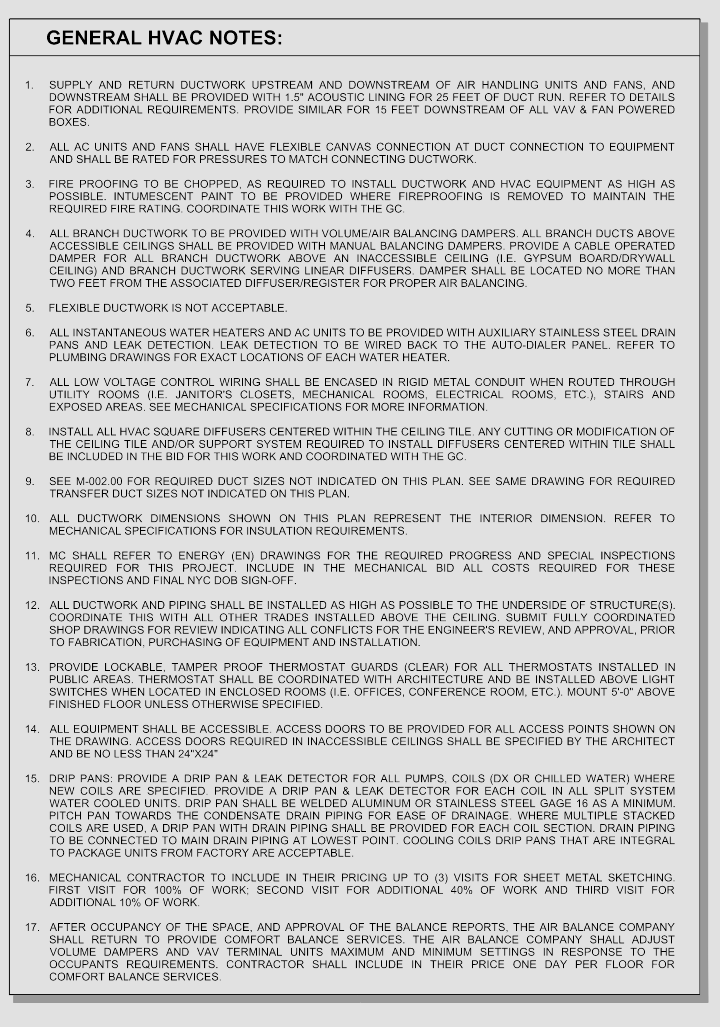 GENERAL HVAC NOTES:
1. SUPPLY AND RETURN DUCTWORK UPSTREAM AND DOWNSTREAM OF AIR HANDLING UNITS AND FANS, AND
DOWNSTREAM SHALL BE PROVIDED WITH 1.5" ACOUSTIC LINING FOR 25 FEET OF DUCT RUN. REFER TO DETAILS
FOR ADDITIONAL REQUIREMENTS. PROVIDE SIMILAR FOR 15 FEET DOWNSTREAM OF ALL VAV & FAN POWERED
BOXES.
2. ALL AC UNITS AND FANS SHALL HAVE FLEXIBLE CANVAS CONNECTION AT DUCT CONNECTION TO EQUIPMENT
AND SHALL BE RATED FOR PRESSURES TO MATCH CONNECTING DUCTWORK.
3. FIRE PROOFING TO BE CHOPPED, AS REQUIRED TO INSTALL DUCTWORK AND HVAC EQUIPMENT AS HIGH AS
POSSIBLE. INTUMESCENT PAINT TO BE PROVIDED WHERE FIREPROOFING IS REMOVED TO MAINTAIN THE
REQUIRED FIRE RATING. COORDINATE THIS WORK WITH THE GC.
4. ALL BRANCH DUCTWORK TO BE PROVIDED WITH VOLUME/AIR BALANCING DAMPERS. ALL BRANCH DUCTS ABOVE
ACCESSIBLE CEILINGS SHALL BE PROVIDED WITH MANUAL BALANCING DAMPERS. PROVIDE A CABLE OPERATED
DAMPER FOR ALL BRANCH DUCTWORK ABOVE AN INACCESSIBLE CEILING (I.E. GYPSUM BOARD/DRYWALL
CEILING) AND BRANCH DUCTWORK SERVING LINEAR DIFFUSERS. DAMPER SHALL BE LOCATED NO MORE THAN
TWO FEET FROM THE ASSOCIATED DIFFUSER/REGISTER FOR PROPER AIR BALANCING.
5. FLEXIBLE DUCTWORK IS NOT ACCEPTABLE.
6. ALL INSTANTANEOUS WATER HEATERS AND AC UNITS TO BE PROVIDED WITH AUXILIARY STAINLESS STEEL DRAIN
PANS AND LEAK DETECTION. LEAK DETECTION TO BE WIRED BACK TO THE AUTO-DIALER PANEL. REFER TO
PLUMBING DRAWINGS FOR EXACT LOCATIONS OF EACH WATER HEATER.
7. ALL LOW VOLTAGE CONTROL WIRING SHALL BE ENCASED IN RIGID METAL CONDUIT WHEN ROUTED THROUGH
UTILITY ROOMS (I.E. JANITOR'S CLOSETS, MECHANICAL ROOMS, ELECTRICAL ROOMS, ETC.), STAIRS AND
EXPOSED AREAS. SEE MECHANICAL SPECIFICATIONS FOR MORE INFORMATION.
8. INSTALL ALL HVAC SQUARE DIFFUSERS CENTERED WITHIN THE CEILING TILE. ANY CUTTING OR MODIFICATION OF
THE CEILING TILE AND/OR SUPPORT SYSTEM REQUIRED TO INSTALL DIFFUSERS CENTERED WITHIN TILE SHALL
BE INCLUDED IN THE BID FOR THIS WORK AND COORDINATED WITH THE GC.
9. SEE M-002.00 FOR REQUIRED DUCT SIZES NOT INDICATED ON THIS PLAN. SEE SAME DRAWING FOR REQUIRED
TRANSFER DUCT SIZES NOT INDICATED ON THIS PLAN.
10. ALL DUCTWORK DIMENSIONS SHOWN ON THIS PLAN REPRESENT THE INTERIOR DIMENSION. REFER TO
MECHANICAL SPECIFICATIONS FOR INSULATION REQUIREMENTS.
11. MC SHALL REFER TO ENERGY (EN) DRAWINGS FOR THE REQUIRED PROGRESS AND SPECIAL INSPECTIONS
REQUIRED FOR THIS PROJECT. INCLUDE IN THE MECHANICAL BID ALL COSTS REQUIRED FOR THESE
INSPECTIONS AND FINAL NYC DOB SIGN-OFF.
12. ALL DUCTWORK AND PIPING SHALL BE INSTALLED AS HIGH AS POSSIBLE TO THE UNDERSIDE OF STRUCTURE(S).
COORDINATE THIS WITH ALL OTHER TRADES INSTALLED ABOVE THE CEILING. SUBMIT FULLY COORDINATED
SHOP DRAWINGS FOR REVIEW INDICATING ALL CONFLICTS FOR THE ENGINEER'S REVIEW, AND APPROVAL, PRIOR
TO FABRICATION, PURCHASING OF EQUIPMENT AND INSTALLATION.
13. PROVIDE LOCKABLE, TAMPER PROOF THERMOSTAT GUARDS (CLEAR) FOR ALL THERMOSTATS INSTALLED IN
PUBLIC AREAS. THERMOSTAT SHALL BE COORDINATED WITH ARCHITECTURE AND BE INSTALLED ABOVE LIGHT
SWITCHES WHEN LOCATED IN ENCLOSED ROOMS (I.E. OFFICES, CONFERENCE ROOM, ETC.). MOUNT 5'-0" ABOVE
FINISHED FLOOR UNLESS OTHERWISE SPECIFIED.
14. ALL EQUIPMENT SHALL BE ACCESSIBLE. ACCESS DOORS TO BE PROVIDED FOR ALL ACCESS POINTS SHOWN ON
THE DRAWING. ACCESS DOORS REQUIRED IN INACCESSIBLE CEILINGS SHALL BE SPECIFIED BY THE ARCHITECT
AND BE NO LESS THAN 24"X24"
15. DRIP PANS: PROVIDE A DRIP PAN & LEAK DETECTOR FOR ALL PUMPS, COILS (DX OR CHILLED WATER) WHERE
NEW COILS ARE SPECIFIED. PROVIDE A DRIP PAN & LEAK DETECTOR FOR EACH COIL IN ALL SPLIT SYSTEM
WATER COOLED UNITS. DRIP PAN SHALL BE WELDED ALUMINUM OR STAINLESS STEEL GAGE 16 AS A MINIMUM.
PITCH PAN TOWARDS THE CONDENSATE DRAIN PIPING FOR EASE OF DRAINAGE. WHERE MULTIPLE STACKED
COILS ARE USED, A DRIP PAN WITH DRAIN PIPING SHALL BE PROVIDED FOR EACH COIL SECTION. DRAIN PIPING
TO BE CONNECTED TO MAIN DRAIN PIPING AT LOWEST POINT. COOLING COILS DRIP PANS THAT ARE INTEGRAL
TO PACKAGE UNITS FROM FACTORY ARE ACCEPTABLE.
16. MECHANICAL CONTRACTOR TO INCLUDE IN THEIR PRICING UP TO (3) VISITS FOR SHEET METAL SKETCHING.
FIRST VISIT FOR 100% OF WORK; SECOND VISIT FOR ADDITIONAL 40% OF WORK AND THIRD VISIT FOR
ADDITIONAL 10% OF WORK.
17. AFTER OCCUPANCY OF THE SPACE, AND APPROVAL OF THE BALANCE REPORTS, THE AIR BALANCE COMPANY
SHALL RETURN TO PROVIDE COMFORT BALANCE SERVICES. THE AIR BALANCE COMPANY SHALL ADJUST
VOLUME DAMPERS AND VAV TERMINAL UNITS MAXIMUM AND MINIMUM SETTINGS IN RESPONSE TO THE
OCCUPANTS REQUIREMENTS. CONTRACTOR SHALL INCLUDE IN THEIR PRICE ONE DAY PER FLOOR FOR
COMFORT BALANCE SERVICES.